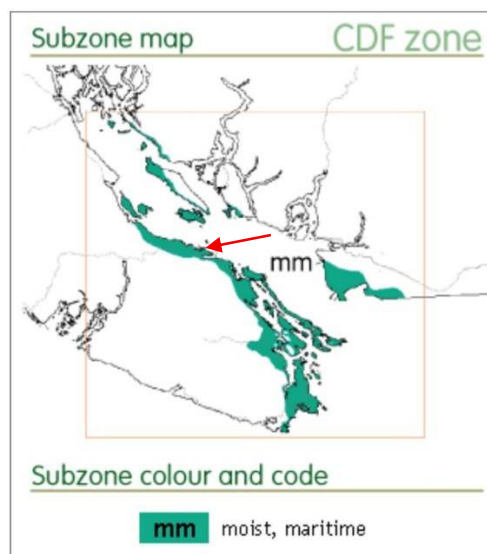 Subzone map CDF zone
mm
Subzone colour and code
mm moist, maritime